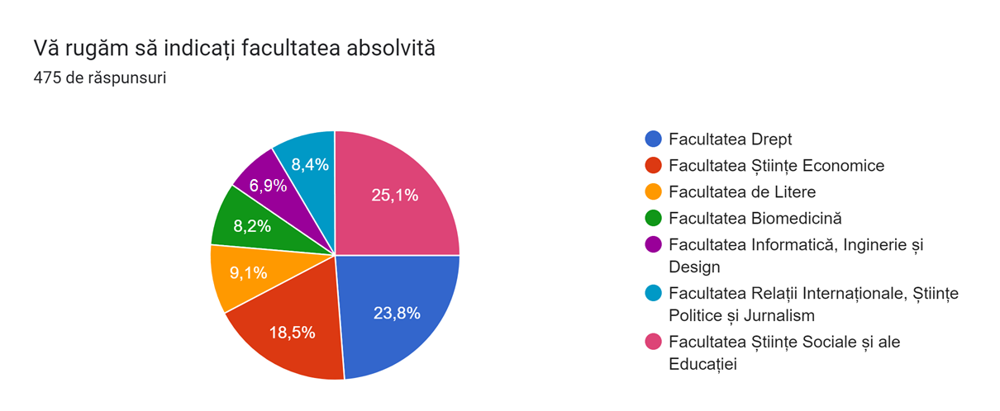 Vă rugăm să indicați facultatea absolvită
475 de răspunsuri
8,4%
6,9%
25,1%
8,2%
9,1%
23,8%
18,5%
Facultatea Drept
Facultatea Științe Economice
Facultatea de Litere
Facultatea Biomedicină
Facultatea Informatică, Inginerie și
Design
Facultatea Relații Internaționale, Științe
Politice și Jurnalism
Facultatea Științe Sociale și ale
Educației